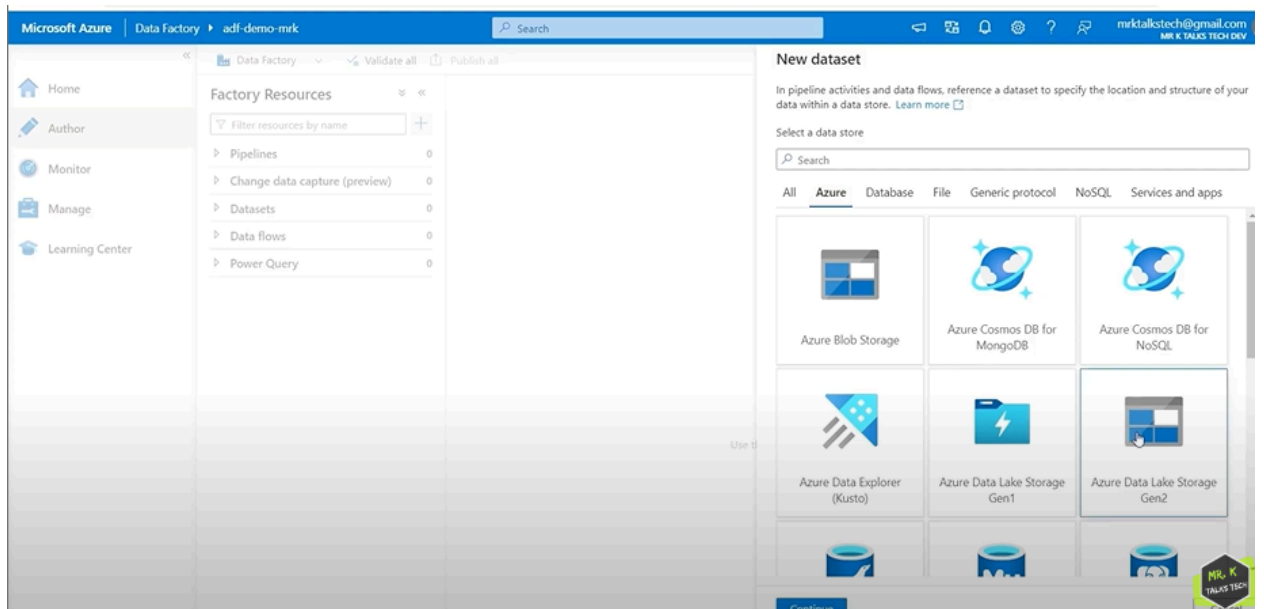 Microsoft Azure
Data Factory
adf-demo-mrk
Search
mrktalkstech@gmail.com
MR K TALKS TECH DEV
Home
Author
Monitor
Manage
Learning Center
Data Factory
Validate all
Publish all
Factory Resources
Filter resources by name
Pipelines 0
Change data capture (preview) 0
Datasets 0
Data flows 0
Power Query 0
New dataset
In pipeline activities and data flows, reference a dataset to specify the location and structure of your
data within a data store. Learn more
Select a data store
Search
All Azure Database File Generic protocol NoSQL Services and apps
Azure Blob Storage
Azure Cosmos DB for
MongoDB
Azure Cosmos DB for
NoSQL
Azure Data Explorer
(Kusto)
Azure Data Lake Storage
Gen1
Azure Data Lake Storage
Gen2
Use
Continue
MR. K
TALKS TECH